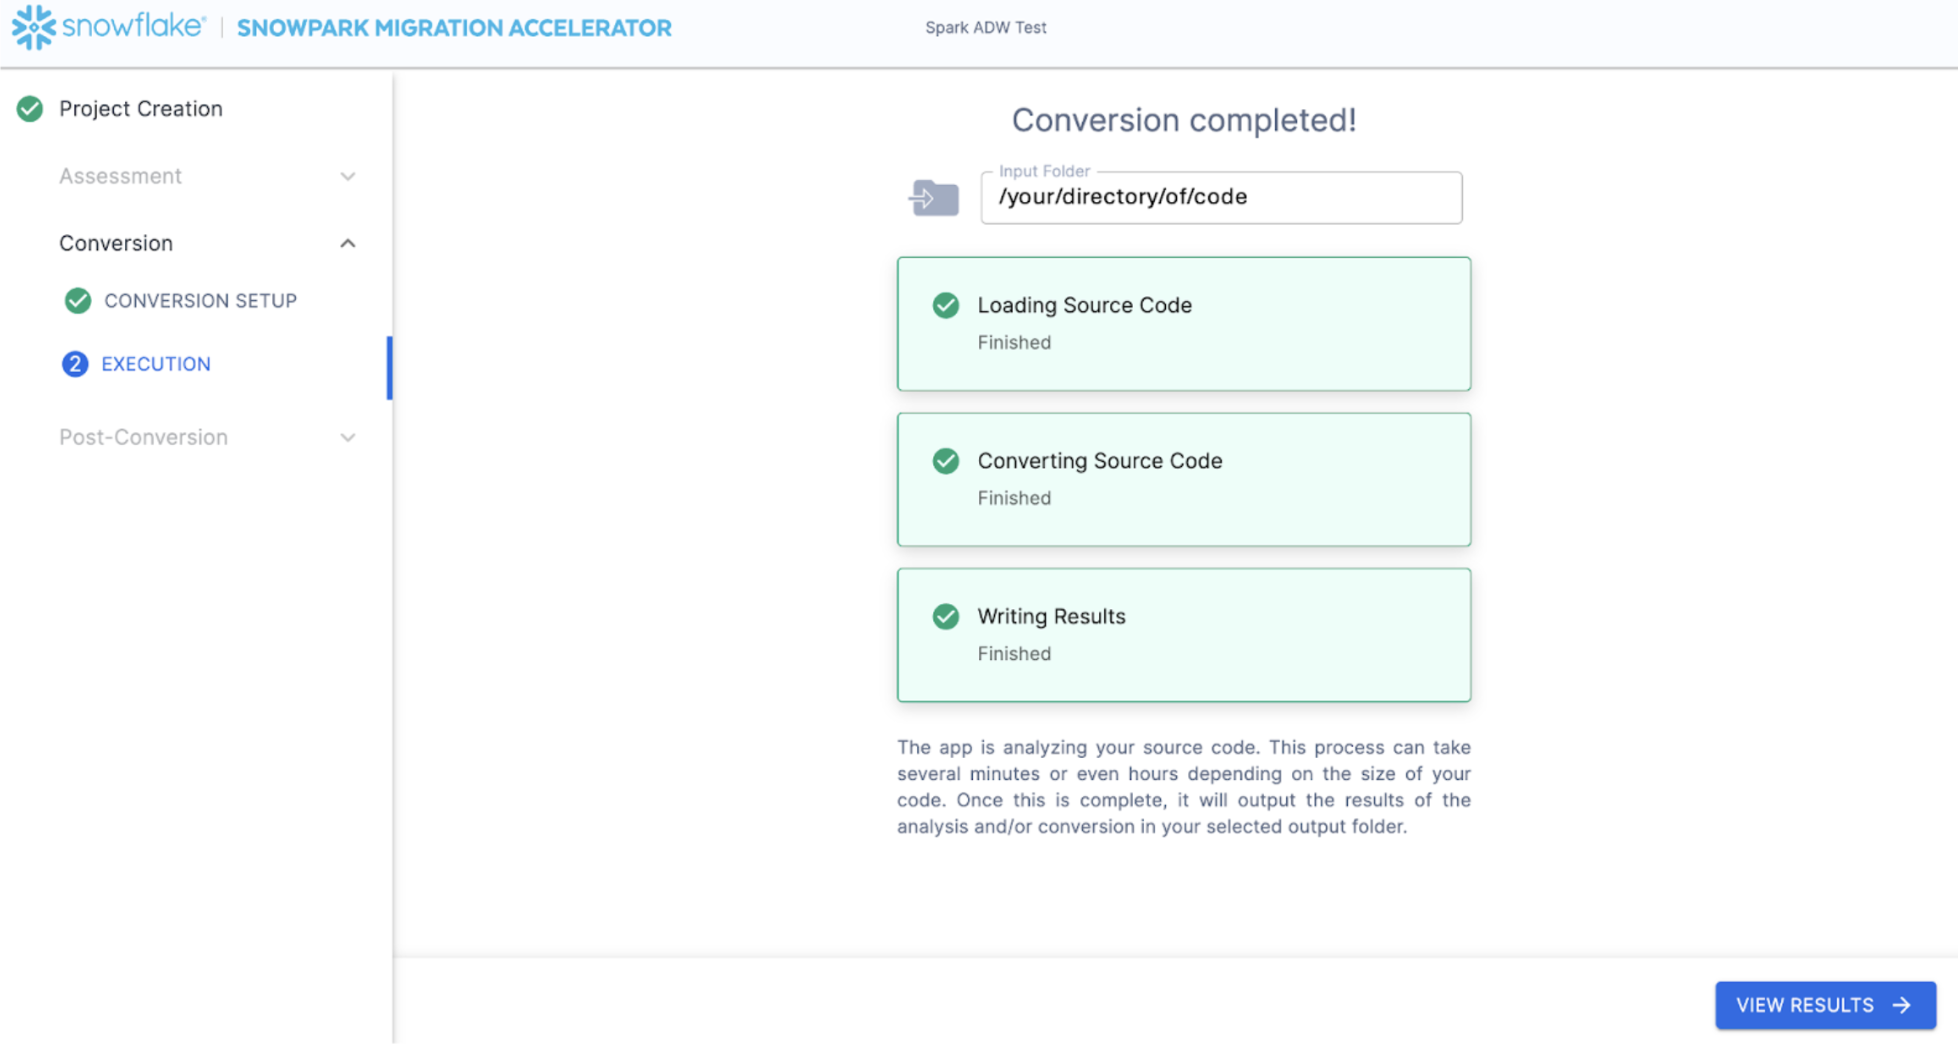 snowflake® | SNOWPARK MIGRATION ACCELERATOR
Spark ADW Test
Project Creation
Assessment
Conversion
CONVERSION SETUP
2 EXECUTION
Post-Conversion
Conversion completed!
Input Folder
/your/directory/of/code
Loading Source Code
Finished
Converting Source Code
Finished
Writing Results
Finished
The app is analyzing your source code. This process can take
several minutes or even hours depending on the size of your
code. Once this is complete, it will output the results of the
analysis and/or conversion in your selected output folder.
VIEW RESULTS